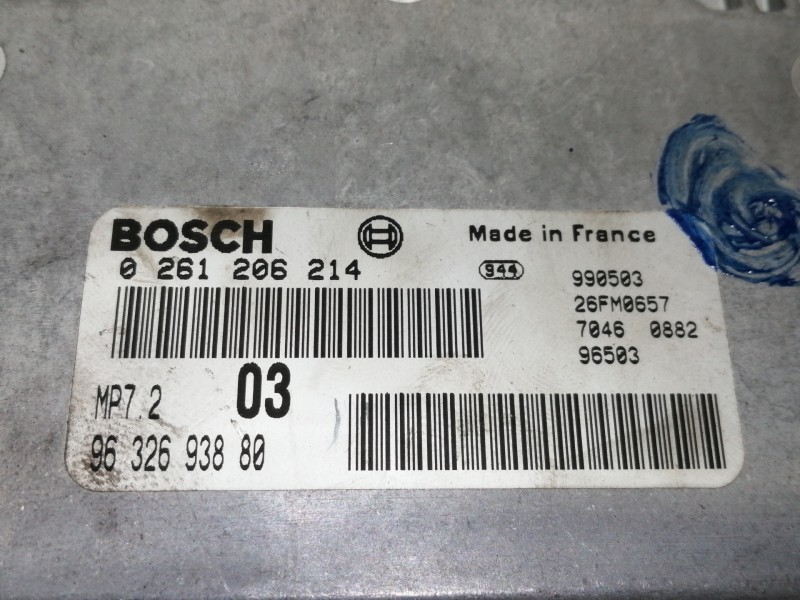 BOSCH Made in France
0 261 206 214 944 990503
26FM0657
7046 0882
96503
MP7.2 03
96 326 938 80